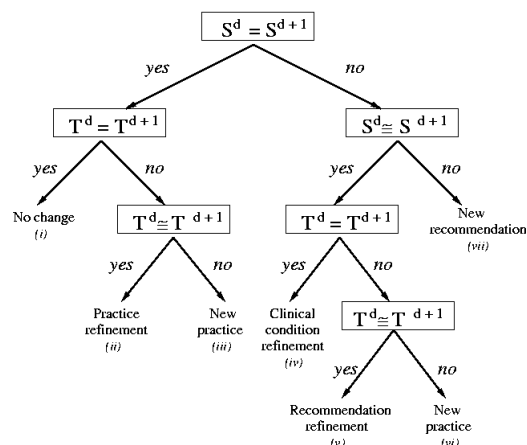 S^d = S^d+1
yes no
T^d = T^d+1 S^d ≅ S^d+1
yes no yes no
No change
(i)
T^d ≅ T^d+1 T^d = T^d+1 New
recommendation
(vii)
yes no yes no
Practice
refinement
(ii)
New
practice
(iii)
Clinical
condition
refinement
(iv)
T^d ≅ T^d+1
yes no
Recommendation
refinement
(v)
New
practice
(vi)